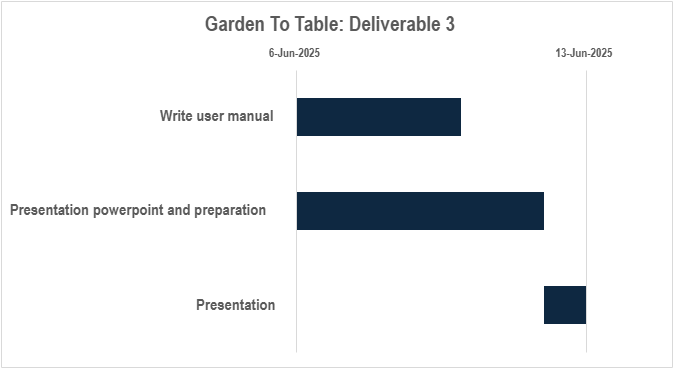 Garden To Table: Deliverable 3
6-Jun-2025 13-Jun-2025
Write user manual
Presentation powerpoint and preparation
Presentation